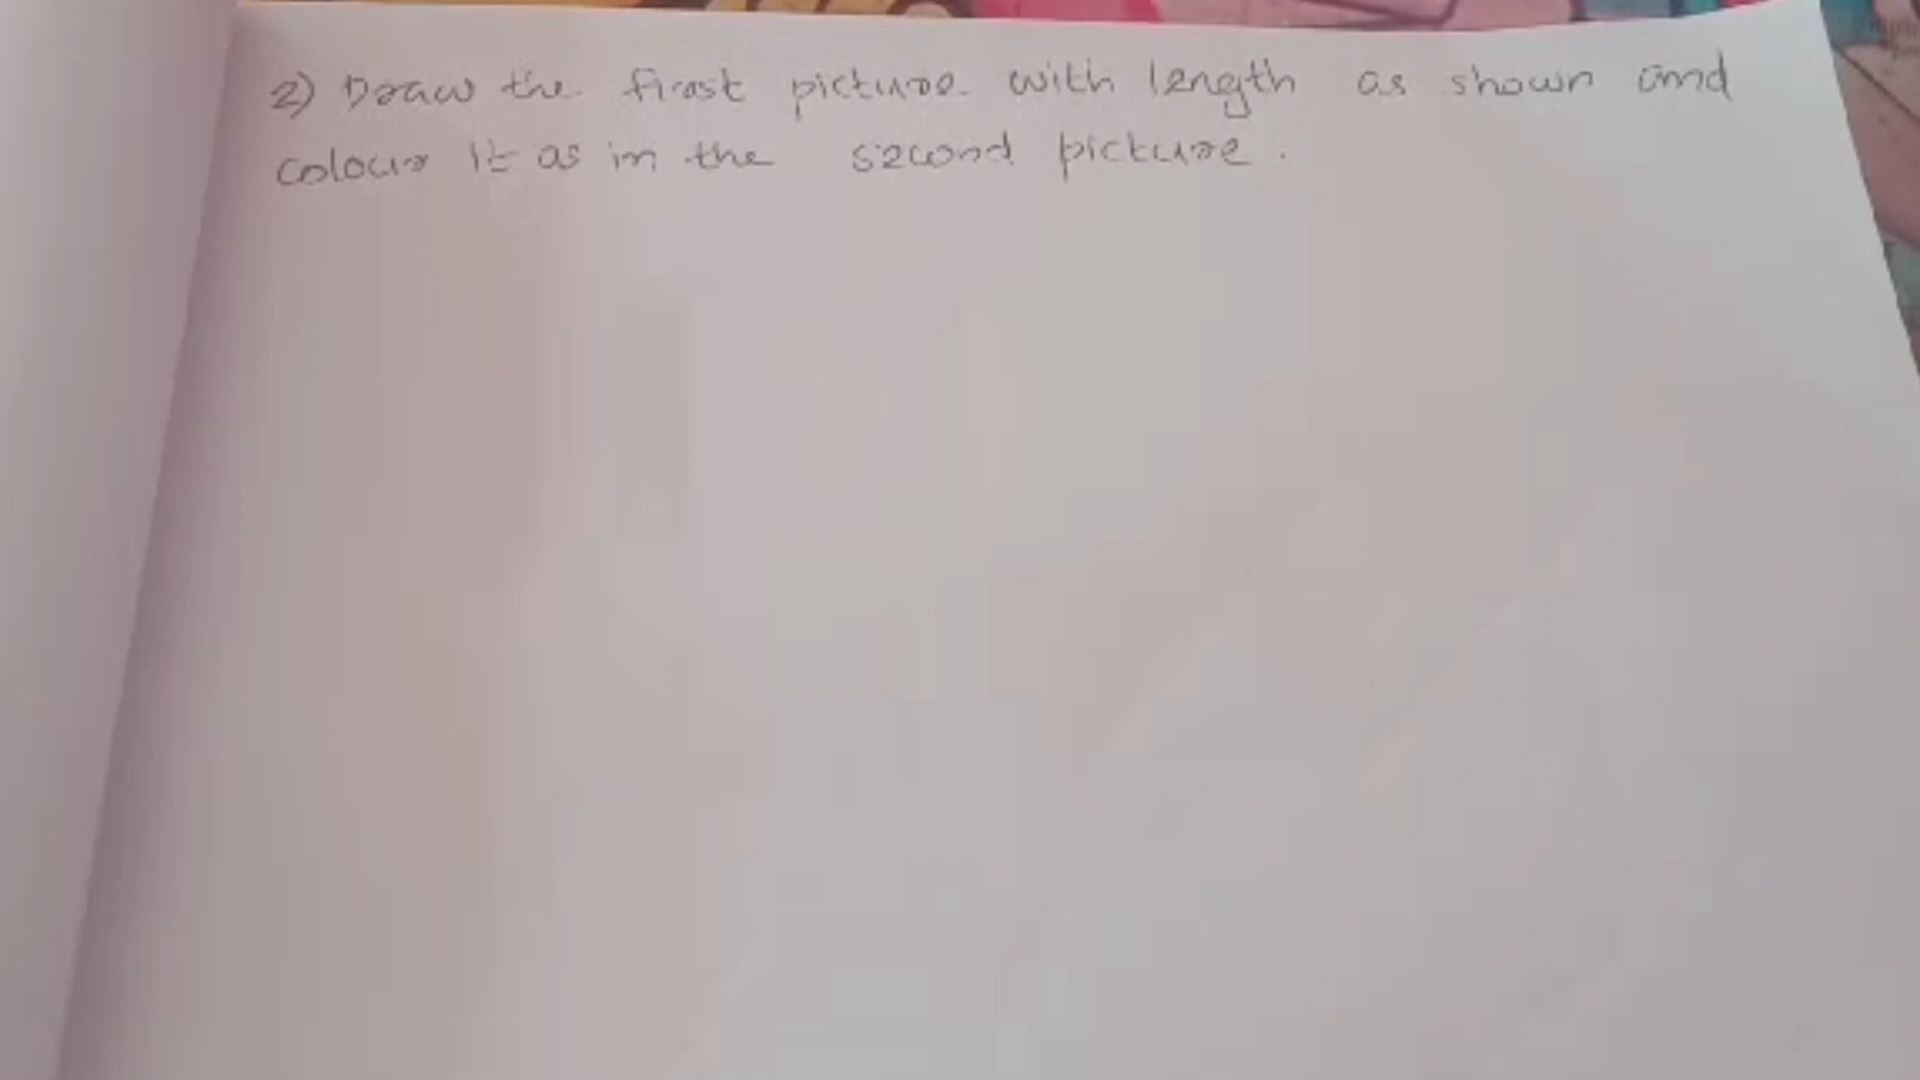 2) Draw the first picture with length as shown and
colour it as in the second picture.